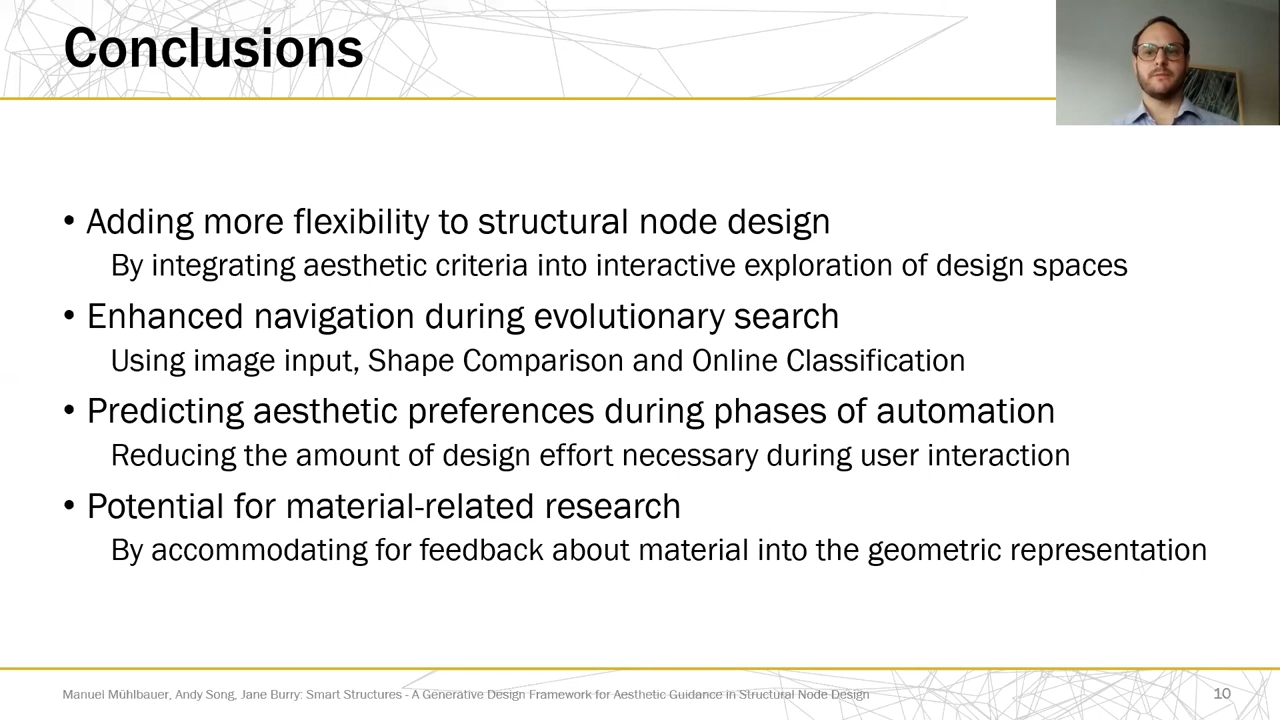 Conclusions
• Adding more flexibility to structural node design
By integrating aesthetic criteria into interactive exploration of design spaces
• Enhanced navigation during evolutionary search
Using image input, Shape Comparison and Online Classification
• Predicting aesthetic preferences during phases of automation
Reducing the amount of design effort necessary during user interaction
• Potential for material-related research
By accommodating for feedback about material into the geometric representation
Manuel Mühlbauer, Andy Song, Jane Burry: Smart Structures - A Generative Design Framework for Aesthetic Guidance in Structural Node Design
10